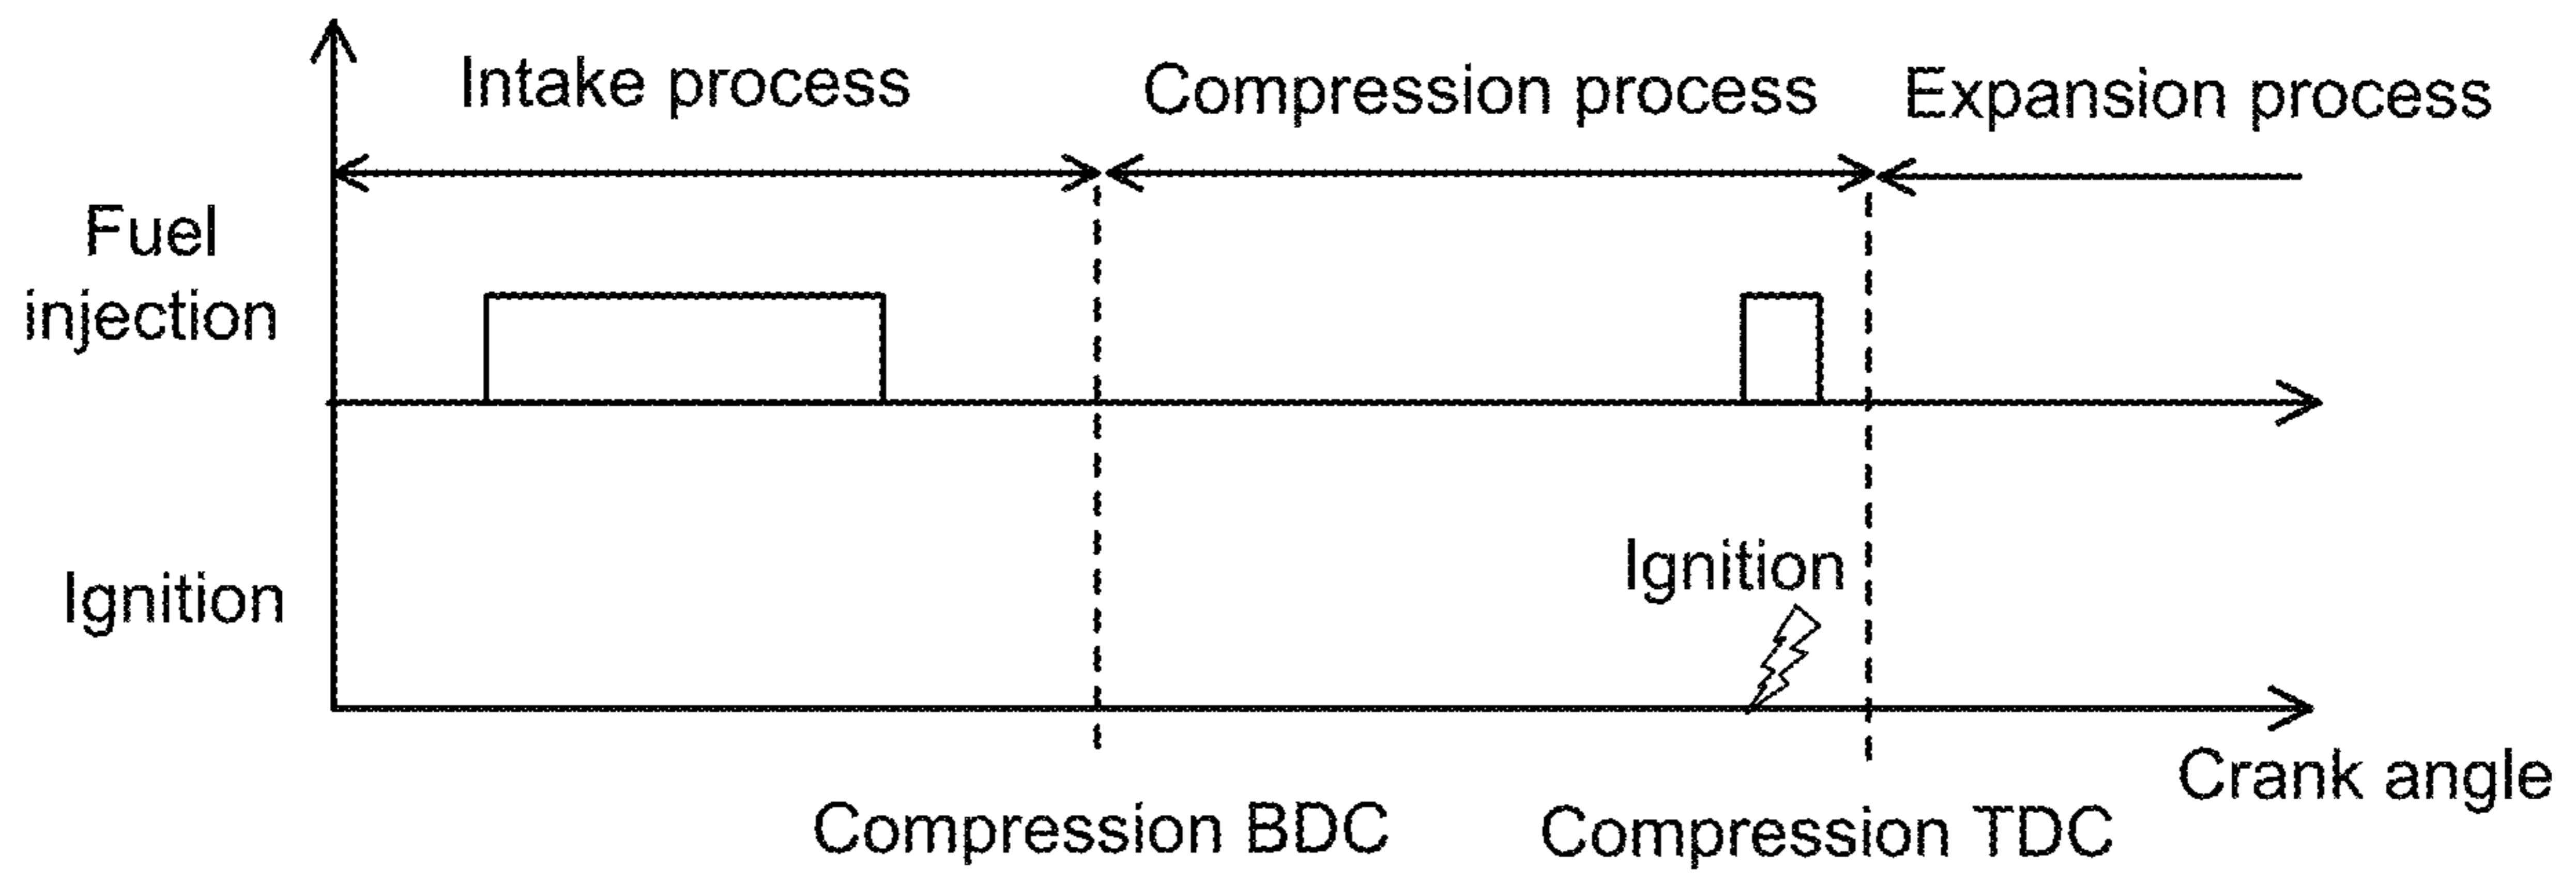 Intake process
Compression process
Expansion process
Fuel
injection
Ignition
Ignition
Crank angle
Compression BDC
Compression TDC